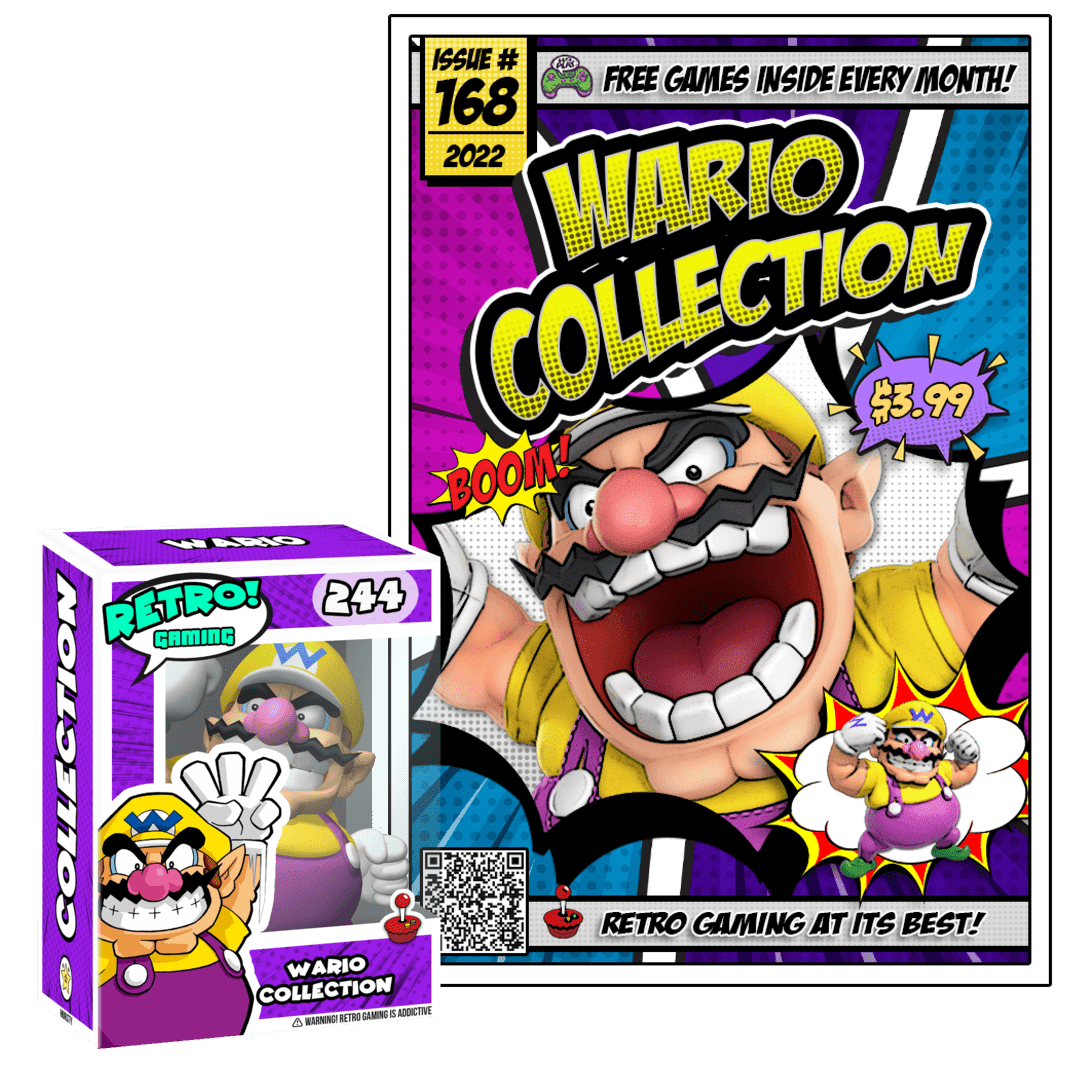 ISSUE #
168
2022
FREE GAMES INSIDE EVERY MONTH!
WARIO
COLLECTION
$3.99
BOOM!
W
RETRO GAMING AT ITS BEST!
WARIO
COLLECTION
RETRO!
GAMING
244
W
W
WARIO
COLLECTION
WARNING! RETRO GAMING IS ADDICTIVE